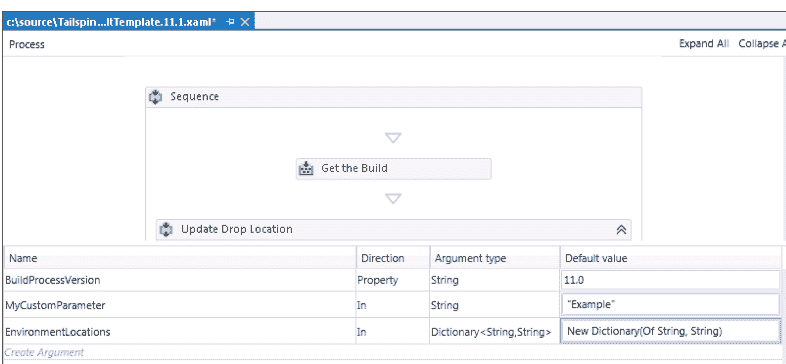 c:\source\Tailspin...ltTemplate.11.1.xaml*
Process Expand All Collapse A
Sequence
Get the Build
Update Drop Location
Name Direction Argument type Default value
BuildProcessVersion Property String 11.0
MyCustomParameter In String "Example"
EnvironmentLocations In Dictionary<String,String> New Dictionary(Of String, String)
Create Argument